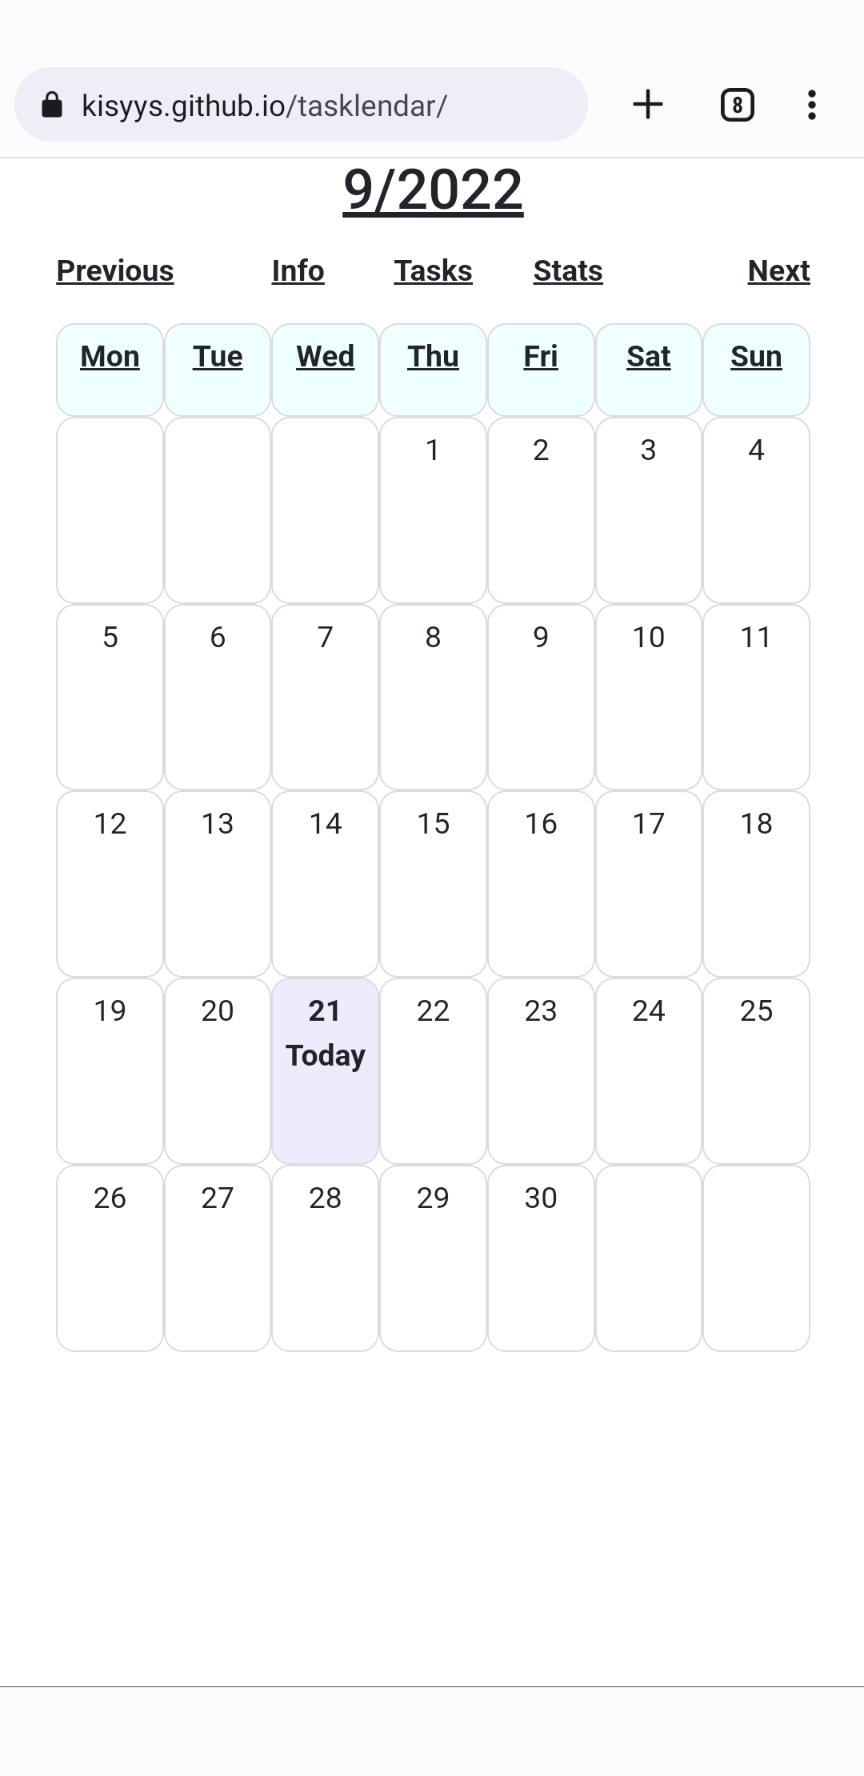 kisyys.github.io/tasklendar/ 8
9/2022
Previous Info Tasks Stats Next
Mon Tue Wed Thu Fri Sat Sun
1 2 3 4
5 6 7 8 9 10 11
12 13 14 15 16 17 18
19 20 21 22 23 24 25
Today
26 27 28 29 30